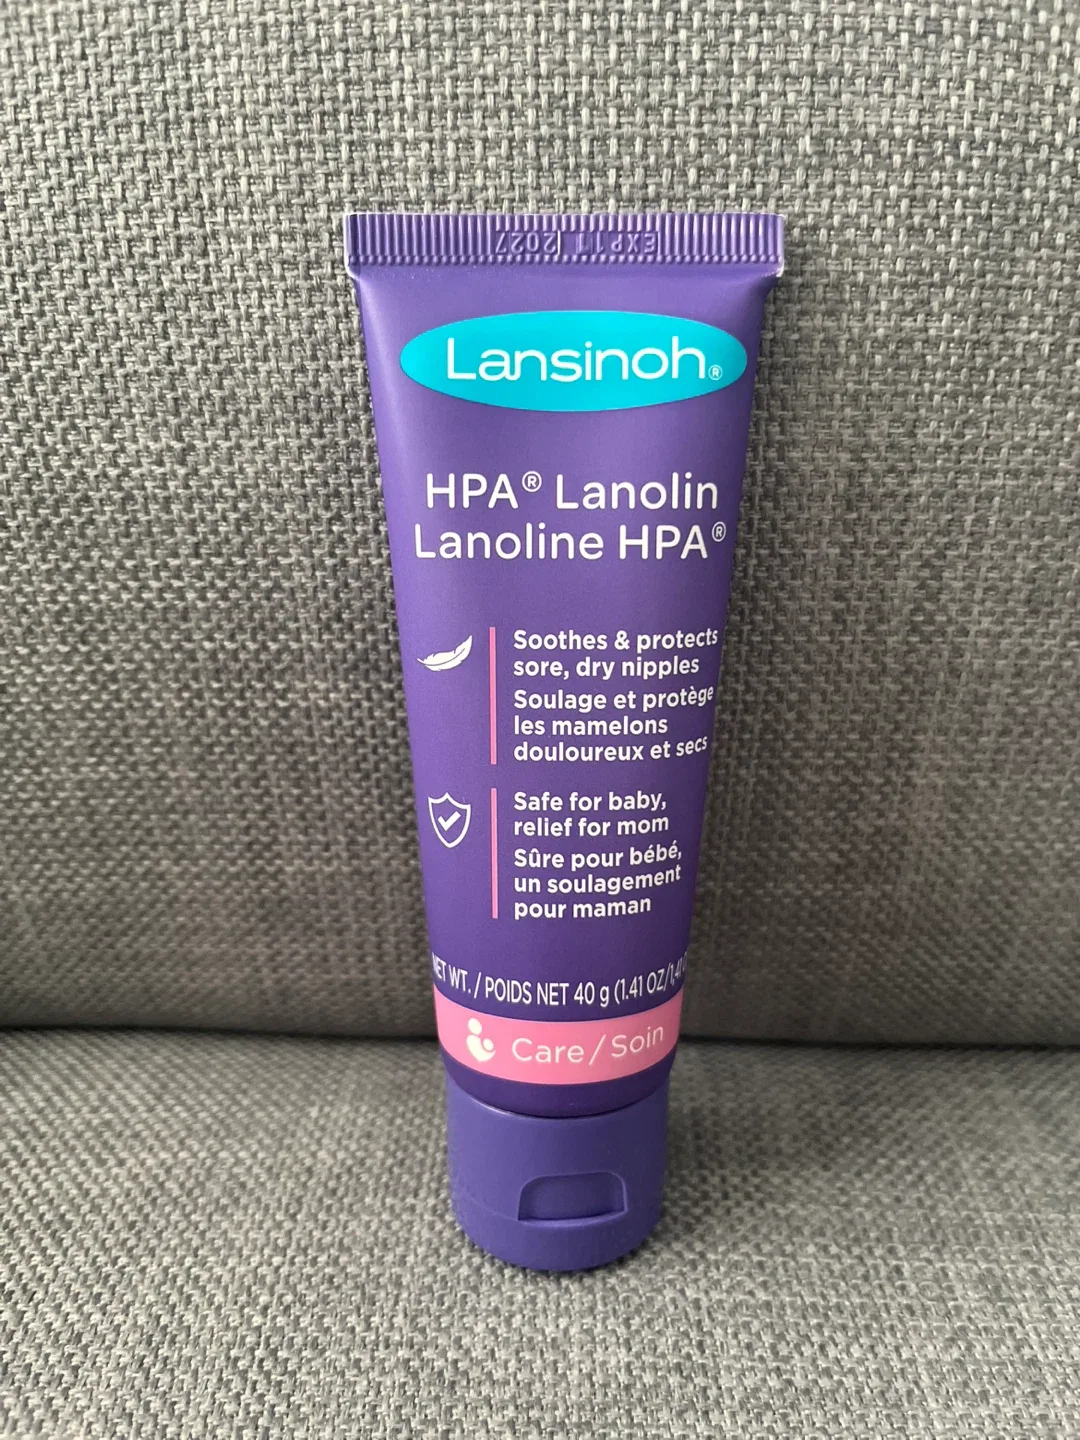 EXP 11 2027
Lansinoh®
HPA® Lanolin
Lanoline HPA®
Soothes & protects
sore, dry nipples
Soulage et protège
les mamelons
douloureux et secs
Safe for baby,
relief for mom
Sûre pour bébé,
un soulagement
pour maman
NET WT. / POIDS NET 40 g (1.41 OZ/1,41
Care/Soin